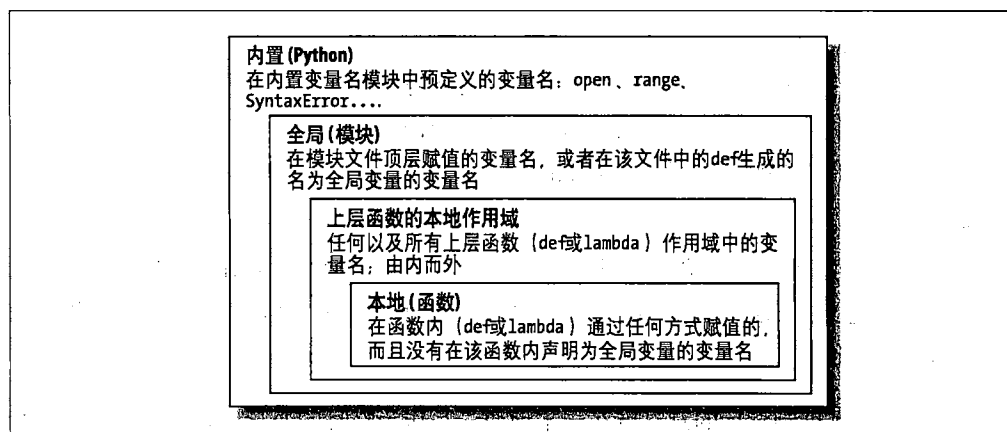 内置(Python)
在内置变量名模块中预定义的变量名：open、range、
SyntaxError....
全局(模块)
在模块文件顶层赋值的变量名，或者在该文件中的def生成的
名为全局变量的变量名
上层函数的本地作用域
任何以及所有上层函数（def或lambda）作用域中的变
量名；由内而外
本地(函数)
在函数内（def或lambda）通过任何方式赋值的，
而且没有在该函数内声明为全局变量的变量名